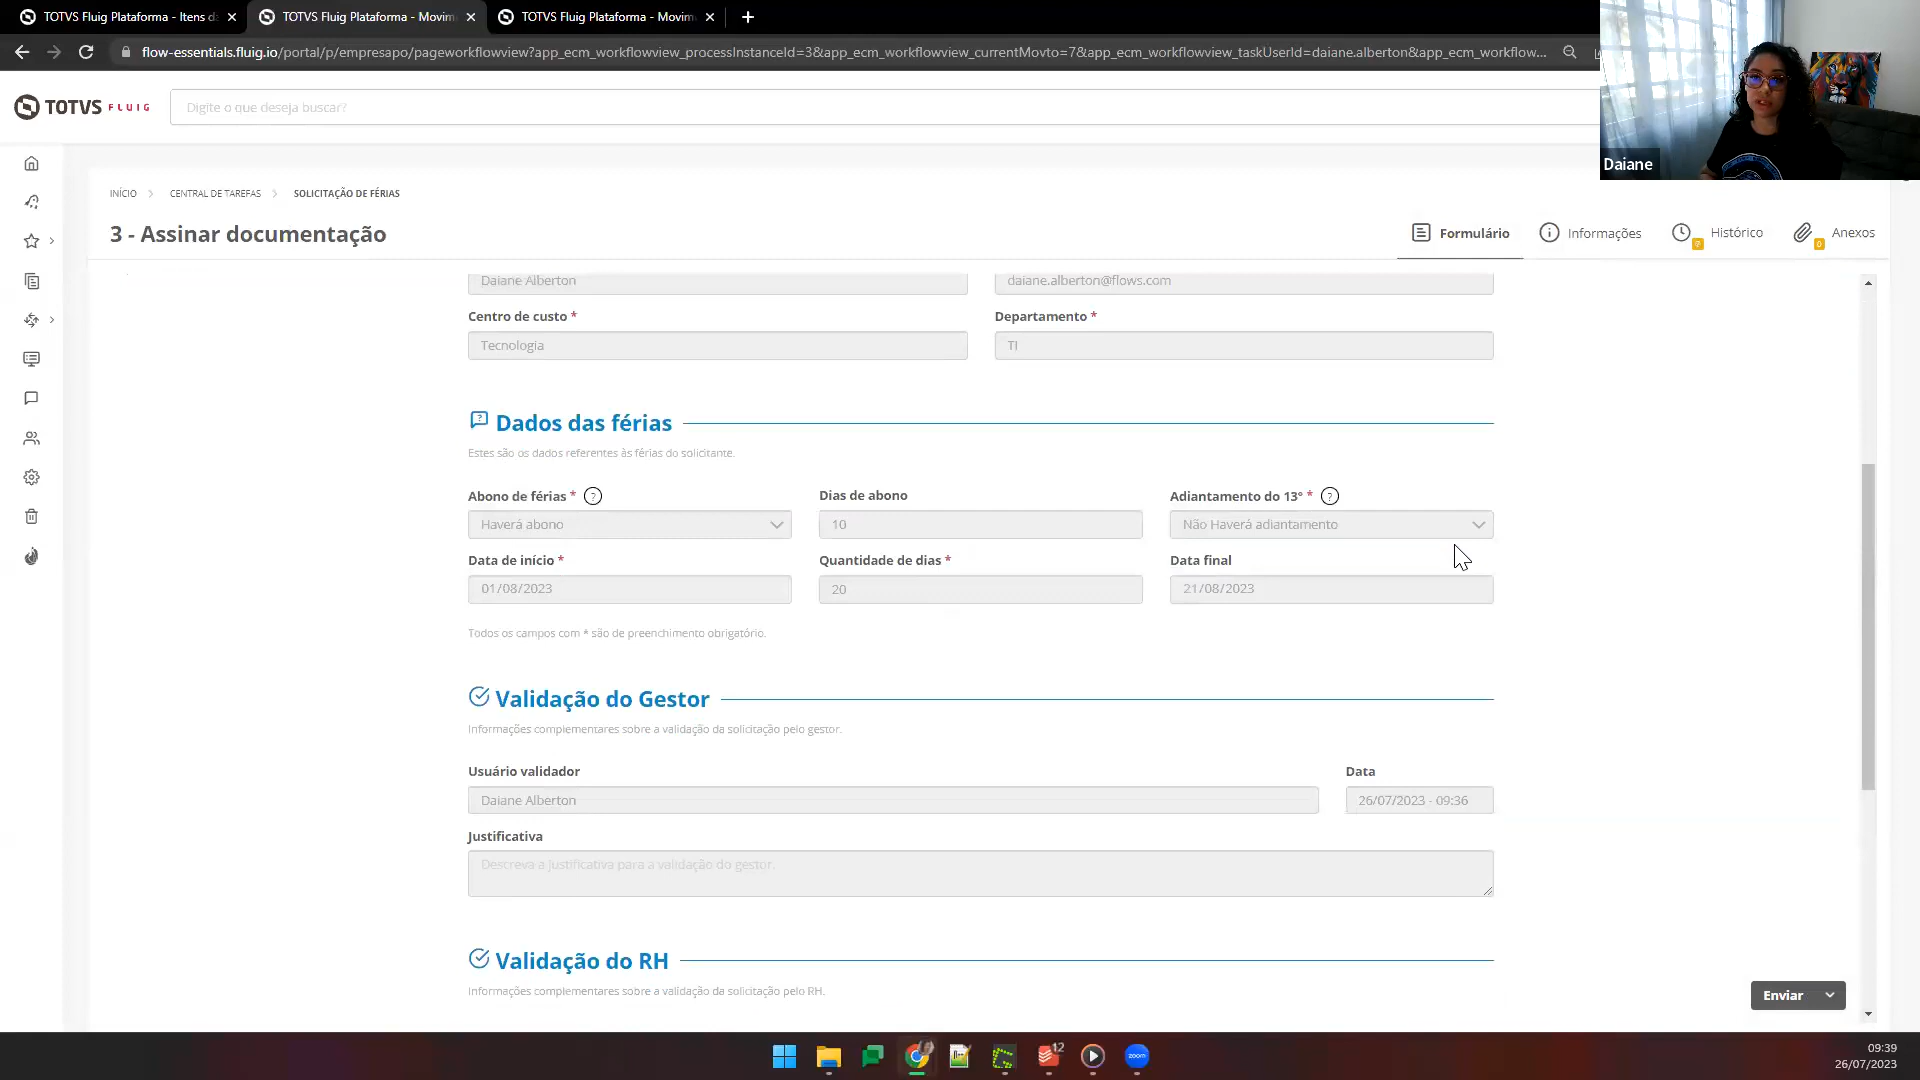 TOTVS Fluig Plataforma - Itens d
TOTVS Fluig Plataforma - Movim
TOTVS Fluig Plataforma - Movim
flow-essentials.fluig.io/portal/p/empresapo/pageworkflowview?app_ecm_workflowview_processInstanceId=3&app_ecm_workflowview_currentMovto=7&app_ecm_workflowview_taskUserId=daiane.alberton&app_ecm_workflow...
TOTVS FLUIG
Digite o que deseja buscar?
Daiane
INÍCIO > CENTRAL DE TAREFAS > SOLICITAÇÃO DE FÉRIAS
3 - Assinar documentação
Formulário
Informações
Histórico
Anexos
0
Daiane Alberton
daiane.alberton@flows.com
Centro de custo *
Departamento *
Tecnologia
TI
Dados das férias
Estes são os dados referentes às férias do solicitante.
Abono de férias * ?
Dias de abono
Adiantamento do 13° * ?
Haverá abono
10
Não Haverá adiantamento
Data de início *
Quantidade de dias *
Data final
01/08/2023
20
21/08/2023
Todos os campos com * são de preenchimento obrigatório.
Validação do Gestor
Informações complementares sobre a validação da solicitação pelo gestor.
Usuário validador
Data
Daiane Alberton
26/07/2023 - 09:36
Justificativa
Descreva a Justificativa para a validação do gestor.
Validação do RH
Informações complementares sobre a validação da solicitação pelo RH.
Enviar
12
zoom
09:39
26/07/2023